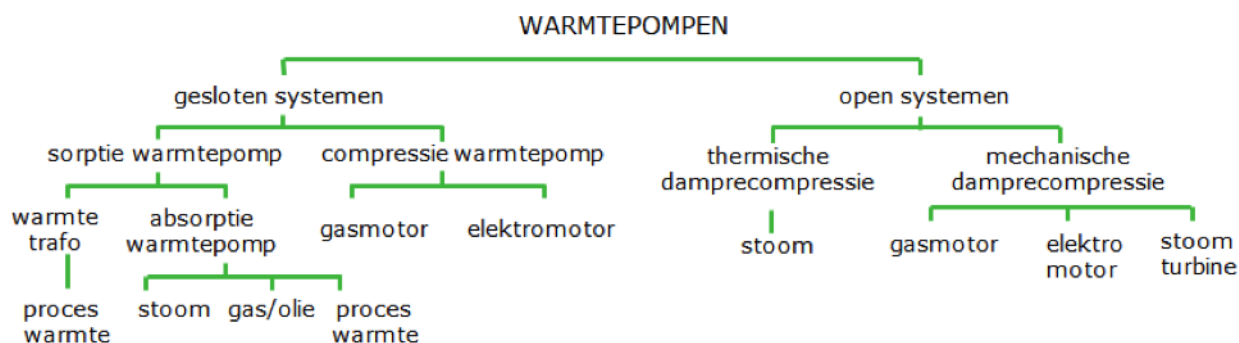 WARMTEPOMPEN
gesloten systemen
open systemen
sorptie warmtepomp
compressie warmtepomp
thermische
damprecompressie
mechanische
damprecompressie
warmte
trafo
absorptie
warmtepomp
gasmotor
elektromotor
stoom
gasmotor
elektro
motor
stoom
turbine
proces
warmte
stoom
gas/olie
proces
warmte